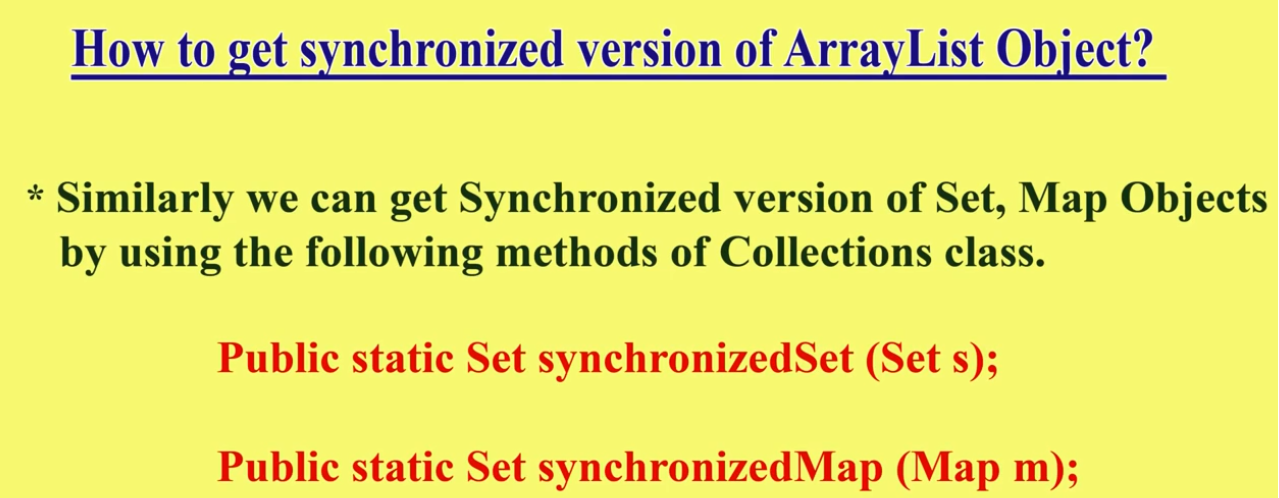 How to get synchronized version of ArrayList Object?
* Similarly we can get Synchronized version of Set, Map Objects
by using the following methods of Collections class.
Public static Set synchronizedSet (Set s);
Public static Set synchronizedMap (Map m);